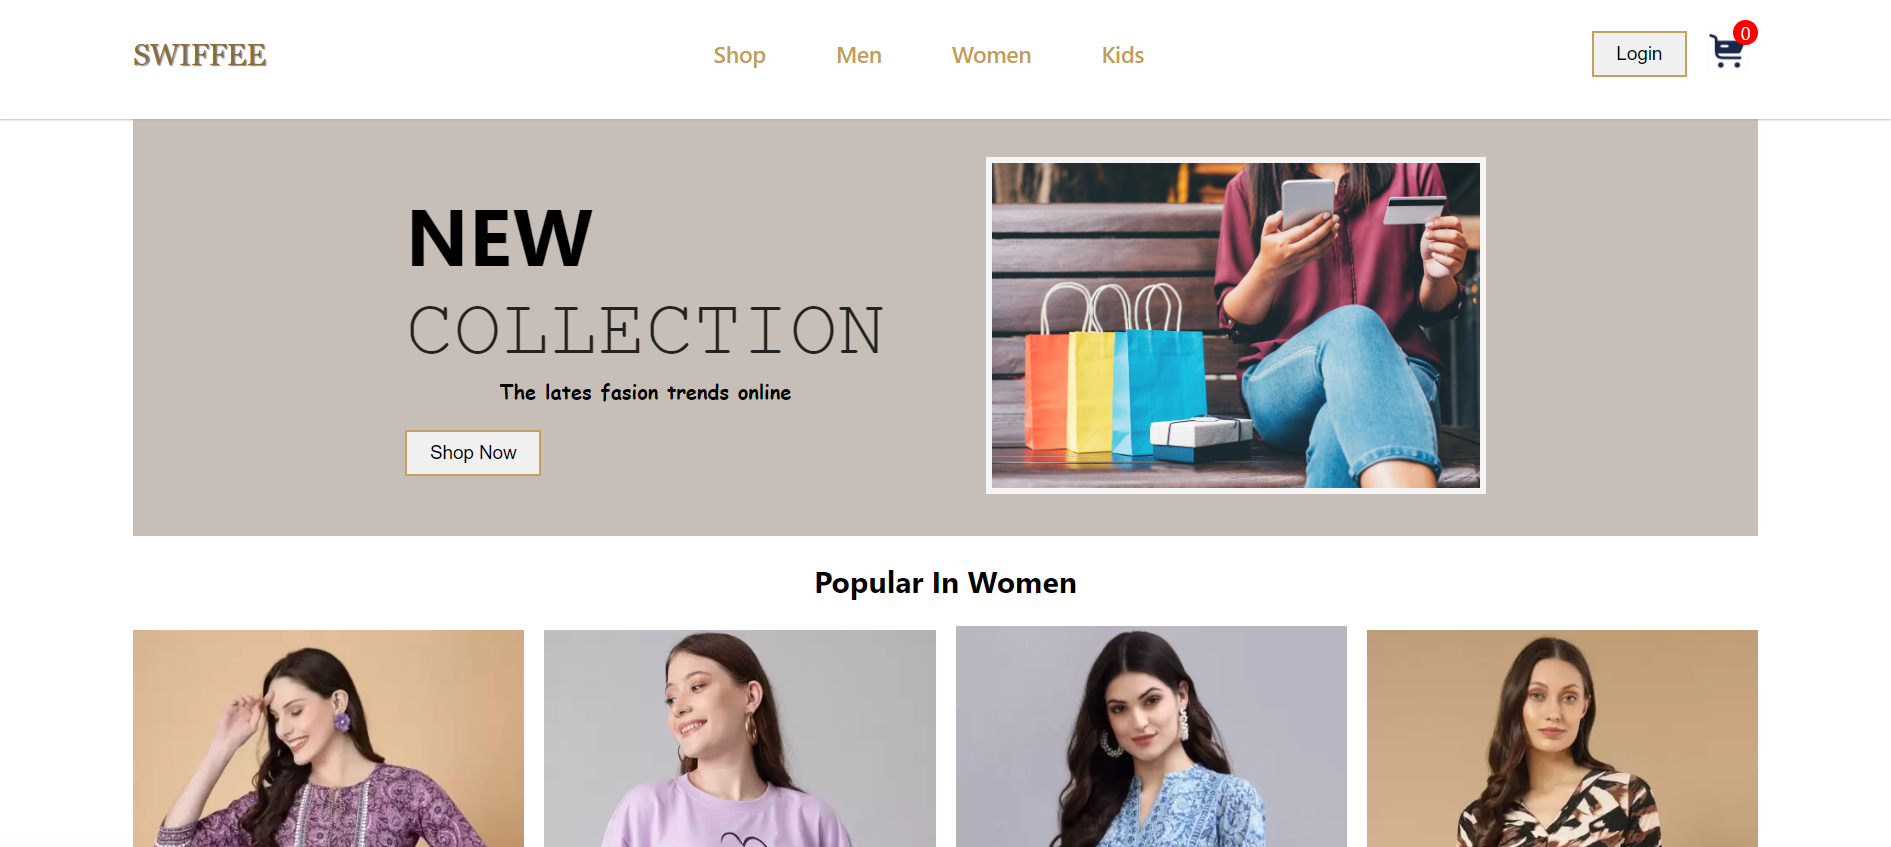 SWIFFEE
Shop Men Women Kids
Login
0
NEW
COLLECTION
The lates fasion trends online
Shop Now
Popular In Women